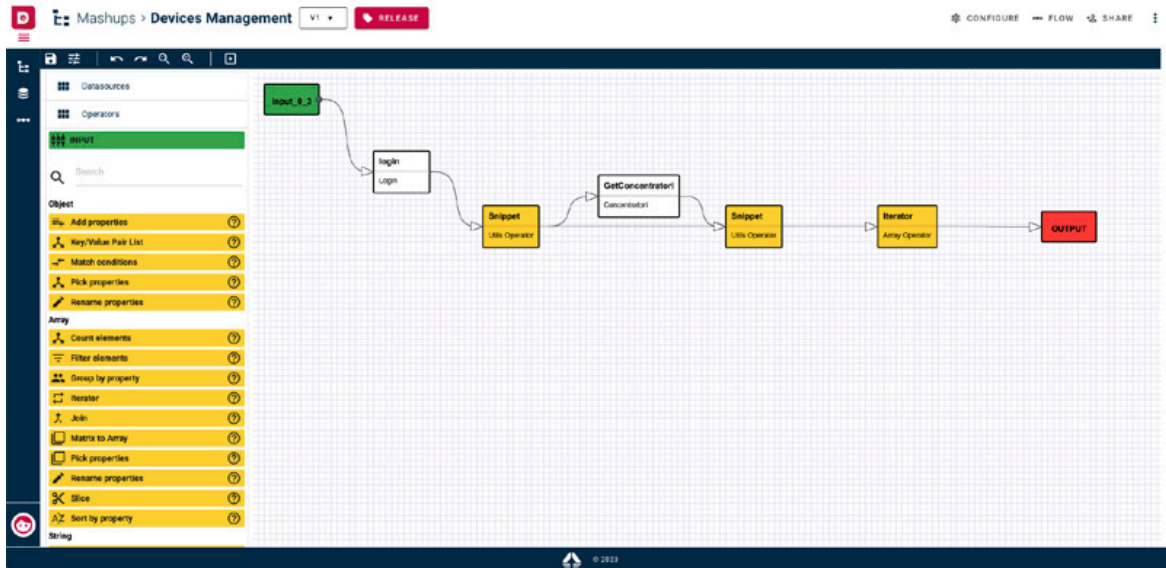 D
Mashups > Devices Management
V1
RELEASE
CONFIGURE
FLOW
SHARE
Datasources
Operators
INPUT
Search
Object
Add properties
Key/Value Pair List
Match conditions
Pick properties
Rename properties
Array
Count elements
Filter elements
Group by property
Iterator
Join
Matrix to Array
Pick properties
Rename properties
Slice
AZ Sort by property
String
login
Login
Snippet
Utils Operator
GetConcentratori
Concentratori
Snippet
Utils Operator
Iterator
Array Operator
OUTPUT
© 2023